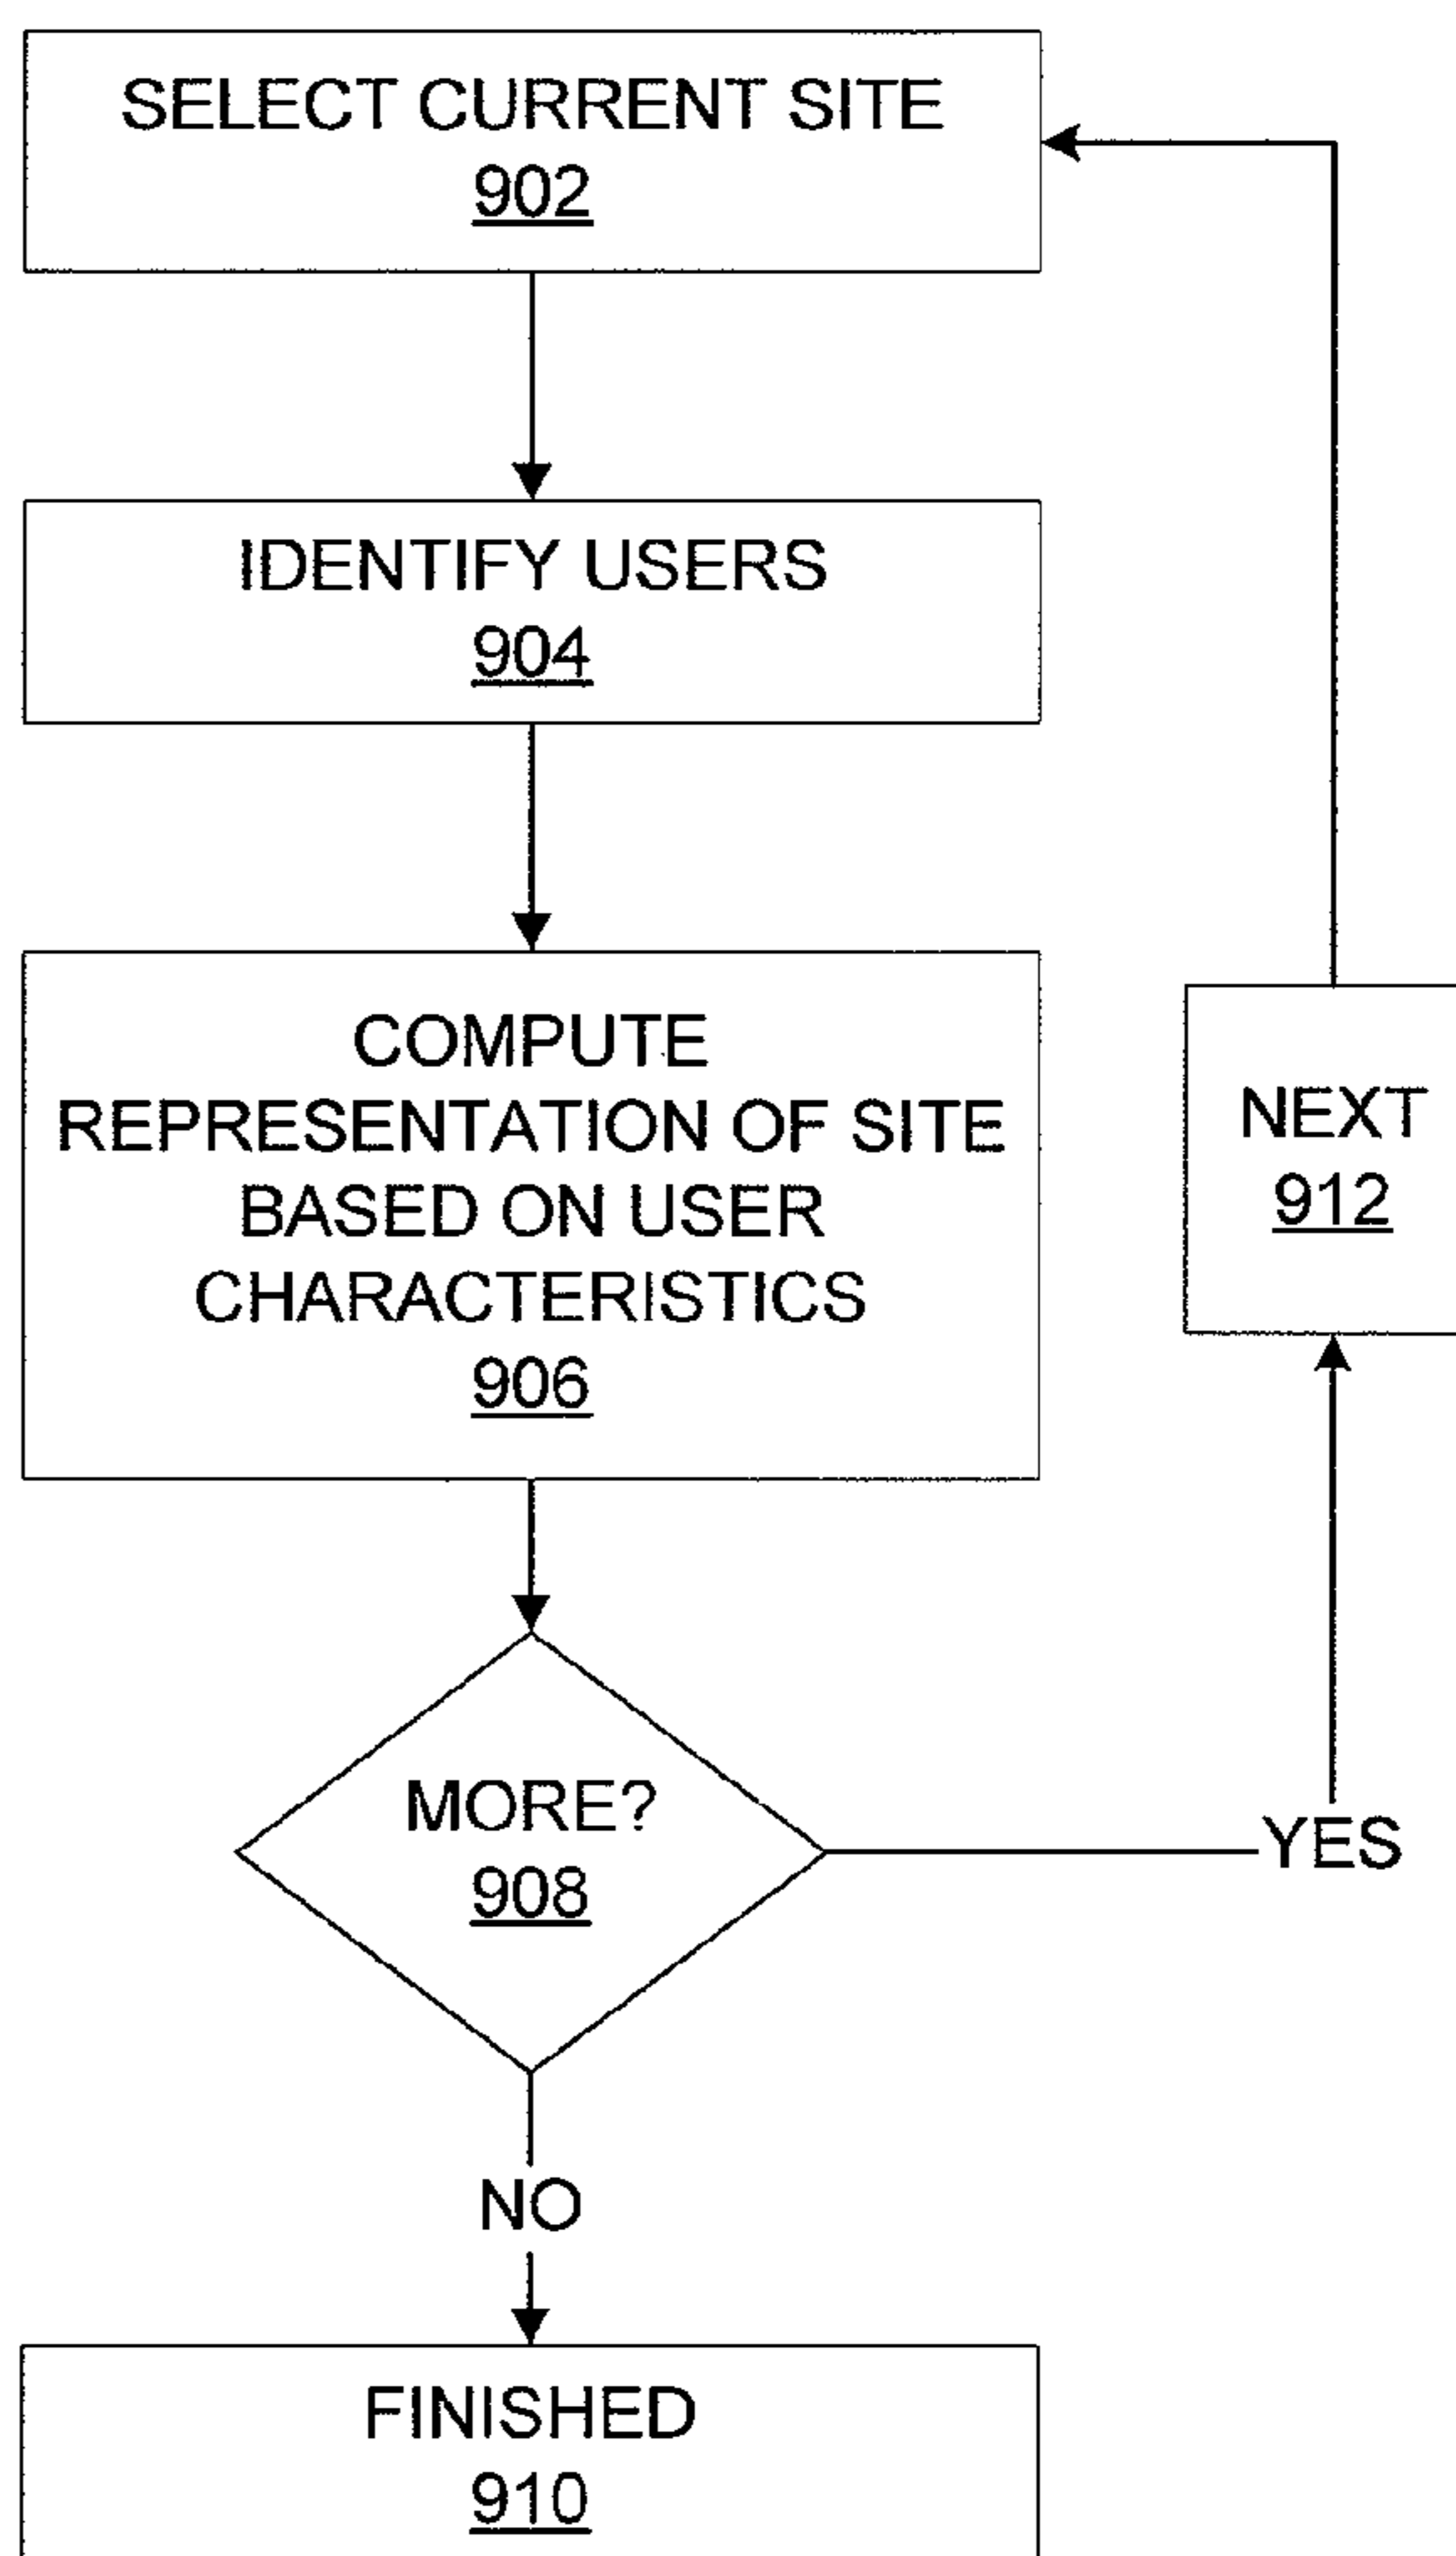 SELECT CURRENT SITE
902
IDENTIFY USERS
904
COMPUTE
REPRESENTATION OF SITE
BASED ON USER
CHARACTERISTICS
906
NEXT
912
MORE?
908
YES
NO
FINISHED
910